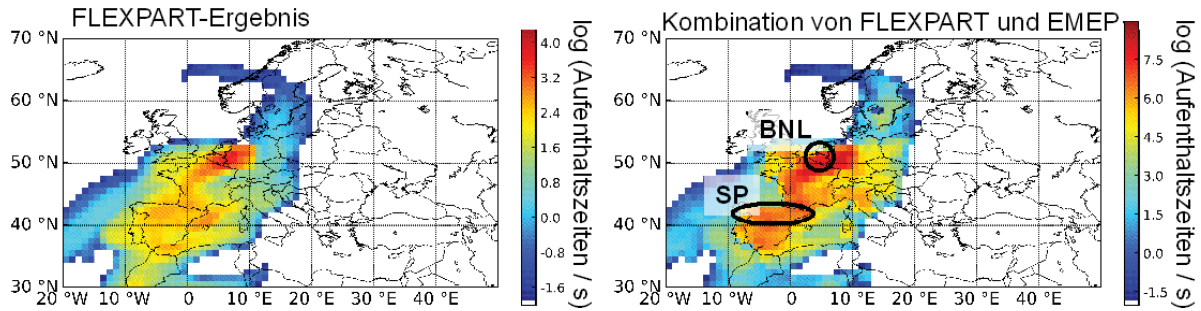 FLEXPART-Ergebnis
70 °N
60 °N
50 °N
40 °N
30 °N
20 °W
10 °W
0
10 °E
20 °E
30 °E
40 °E
4.0
3.2
2.4
1.6
0.8
0.0
-0.8
-1.6
log (Aufenthaltszeiten / s)
Kombination von FLEXPART und EMEP
70 °N
60 °N
50 °N
40 °N
30 °N
20 °W
10 °W
0
10 °E
20 °E
30 °E
40 °E
BNL
SP
7.5
6.0
4.5
3.0
1.5
0.0
-1.5
log (Aufenthaltszeiten / s)